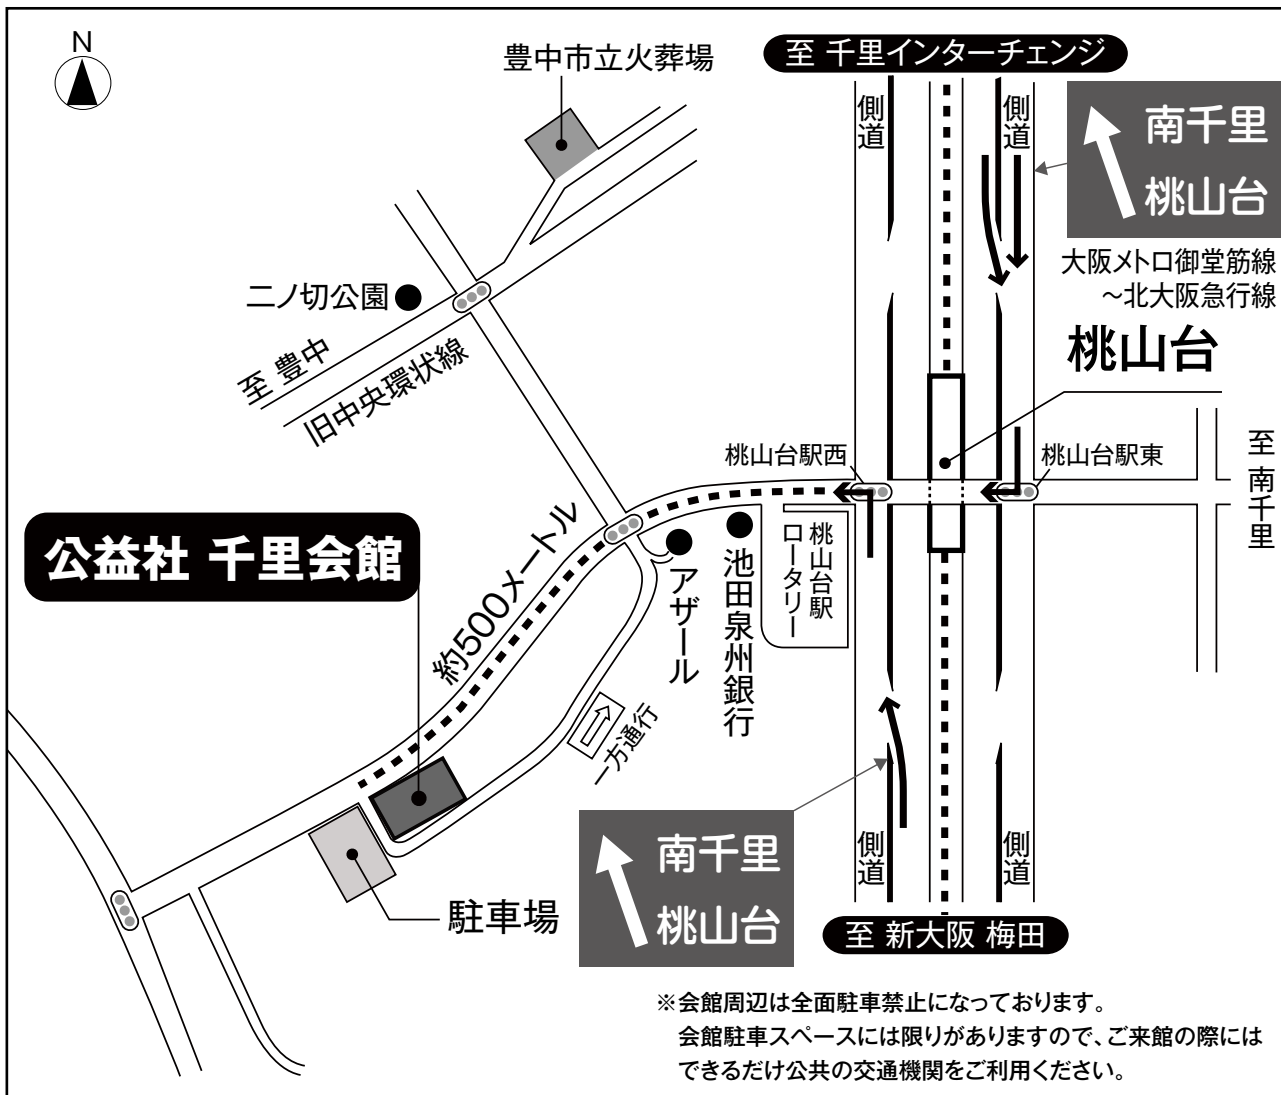 N
豊中市立火葬場
至 千里インターチェンジ
側道
側道
南千里
桃山台
大阪メトロ御堂筋線
～北大阪急行線
桃山台
二ノ切公園
至 豊中
旧中央環状線
桃山台駅西
桃山台駅東
至 南千里
公益社 千里会館
約500メートル
アザール
池田泉州銀行
桃山台駅
ロータリー
一方通行
南千里
桃山台
側道
側道
駐車場
至 新大阪 梅田
※会館周辺は全面駐車禁止になっております。
会館駐車スペースには限りがありますので、ご来館の際には
できるだけ公共の交通機関をご利用ください。